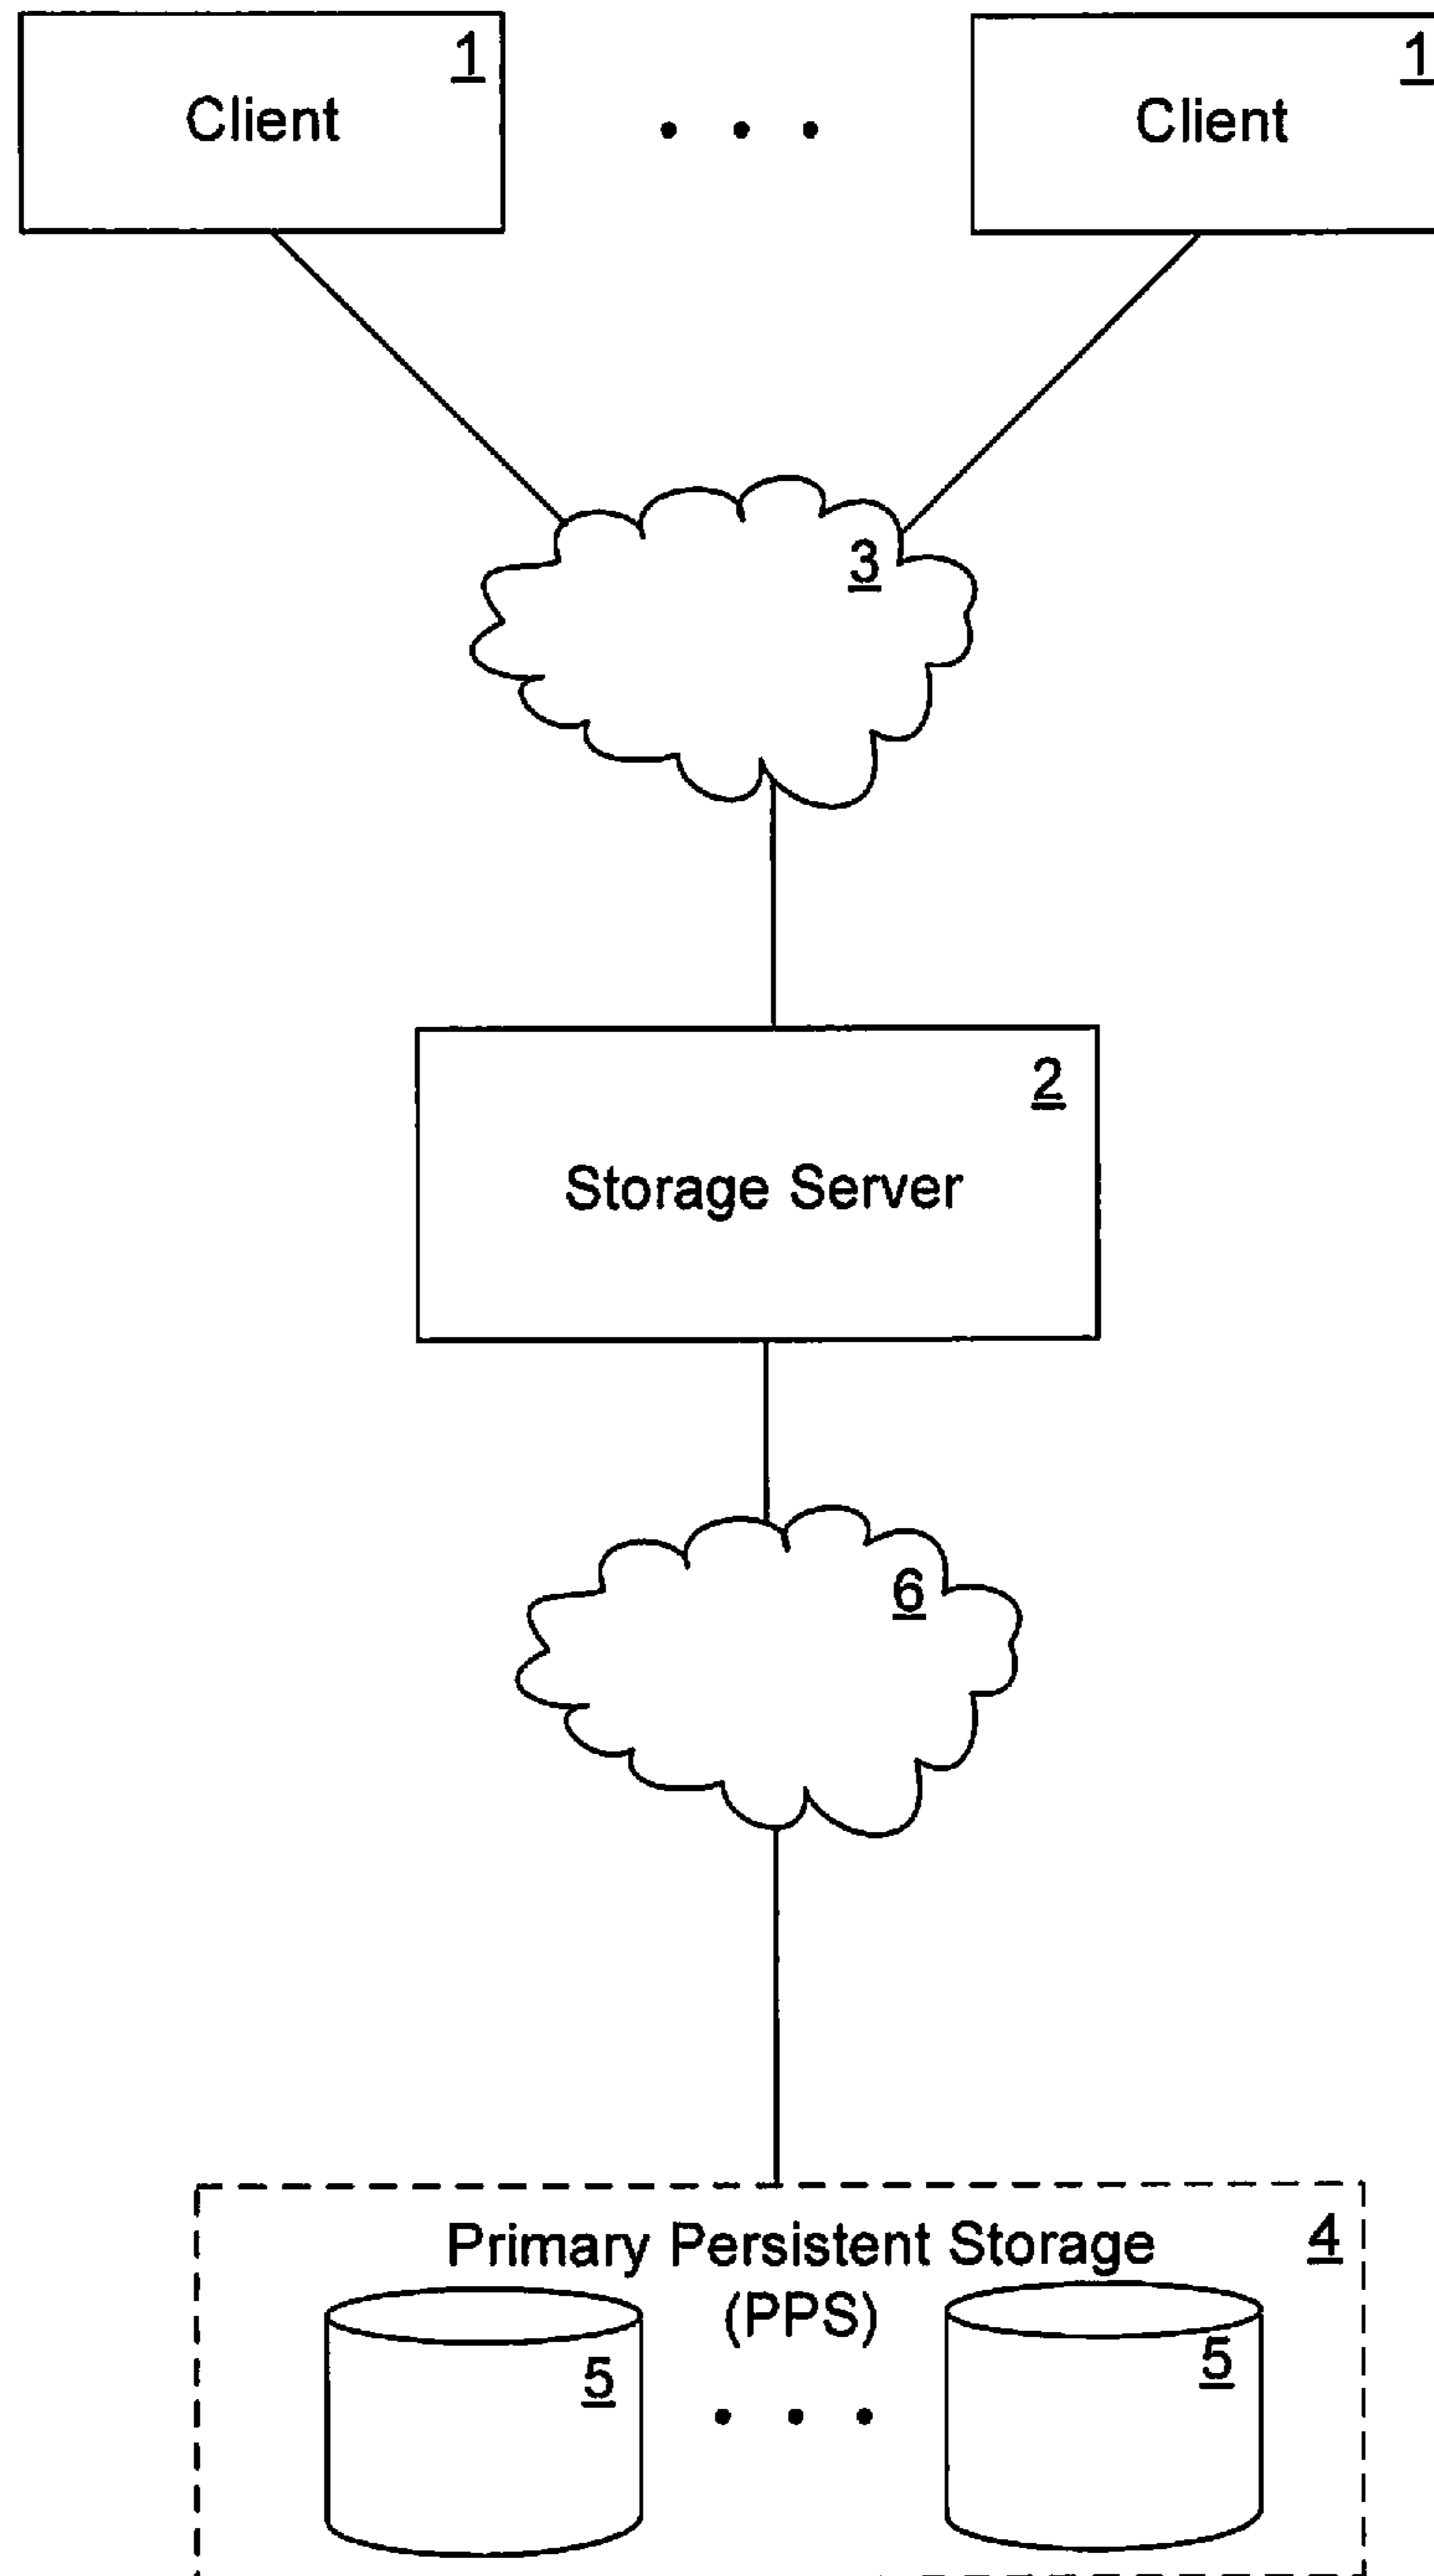 1 1
Client Client
3
2
Storage Server
6
Primary Persistent Storage 4
(PPS)
5 5